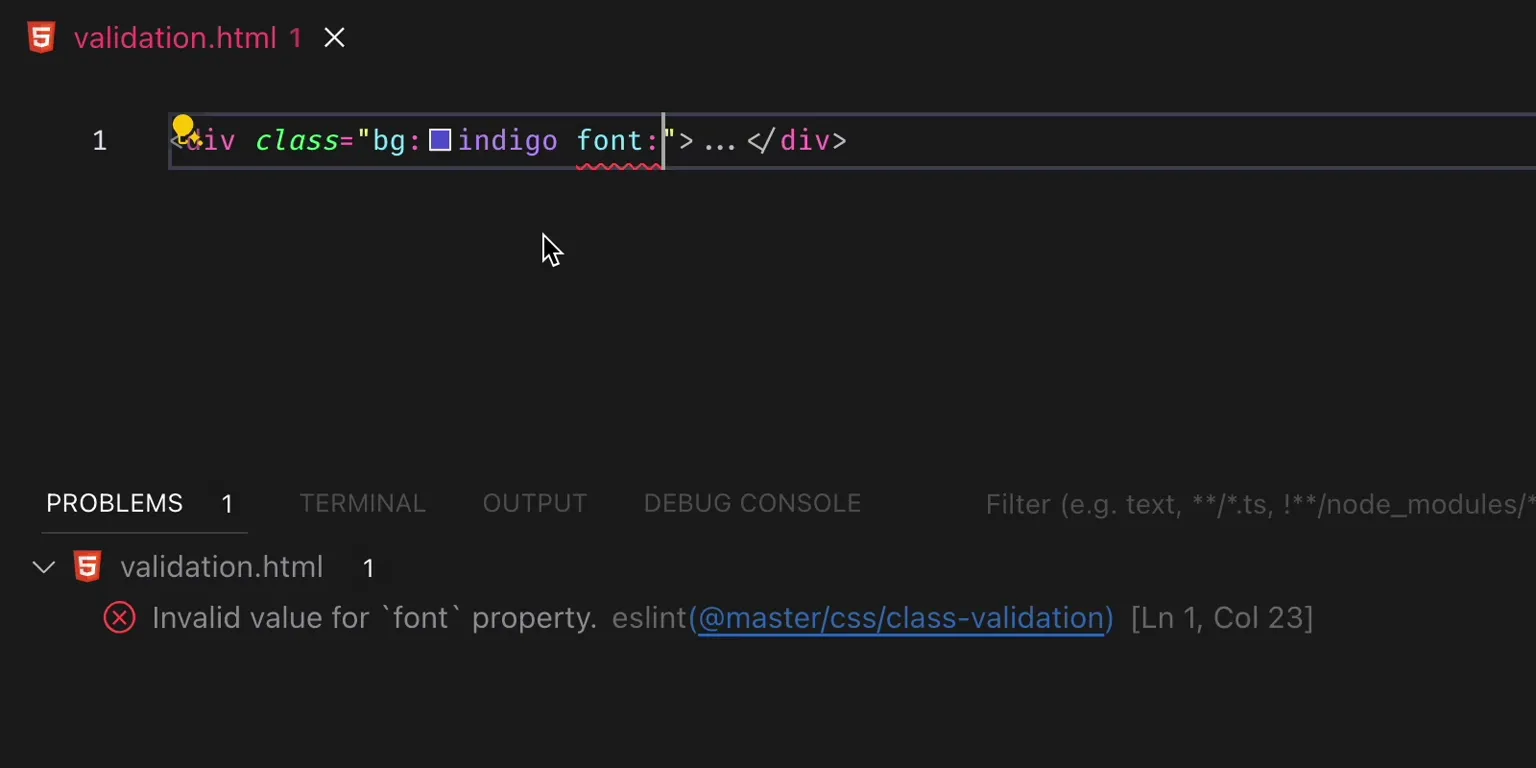 validation.html 1
1 <div class="bg:indigo font:">...</div>
PROBLEMS 1 TERMINAL OUTPUT DEBUG CONSOLE Filter (e.g. text, **/*.ts, !**/node_modules/*
validation.html 1
Invalid value for `font` property. eslint(@master/css/class-validation) [Ln 1, Col 23]